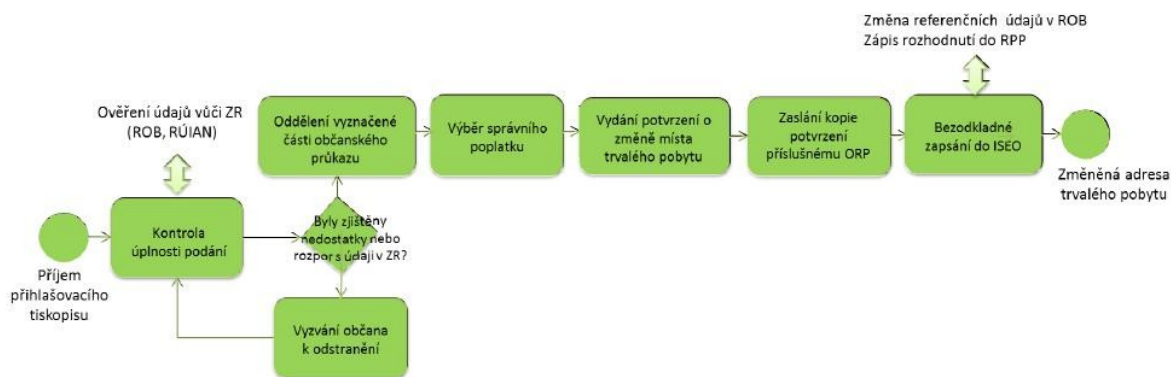 Změna referenčních údajů v ROB
Zápis rozhodnutí do RPP
Ověření údajů vůči ZR
(ROB, RÚIAN)
Oddělení vyznačené
části občanského
průkazu
Výběr správního
poplatku
Vydání potvrzení o
změně místa
trvalého pobytu
Zaslání kopie
potvrzení
příslušnému ORP
Bezodkladné
zapsání do ISEO
Změněná adresa
trvalého pobytu
Příjem
přihlašovacího
tiskopisu
Kontrola
úplnosti podání
Byly zjištěny
nedostatky nebo
rozpor s údaji v ZR?
Vyzvání občana
k odstranění